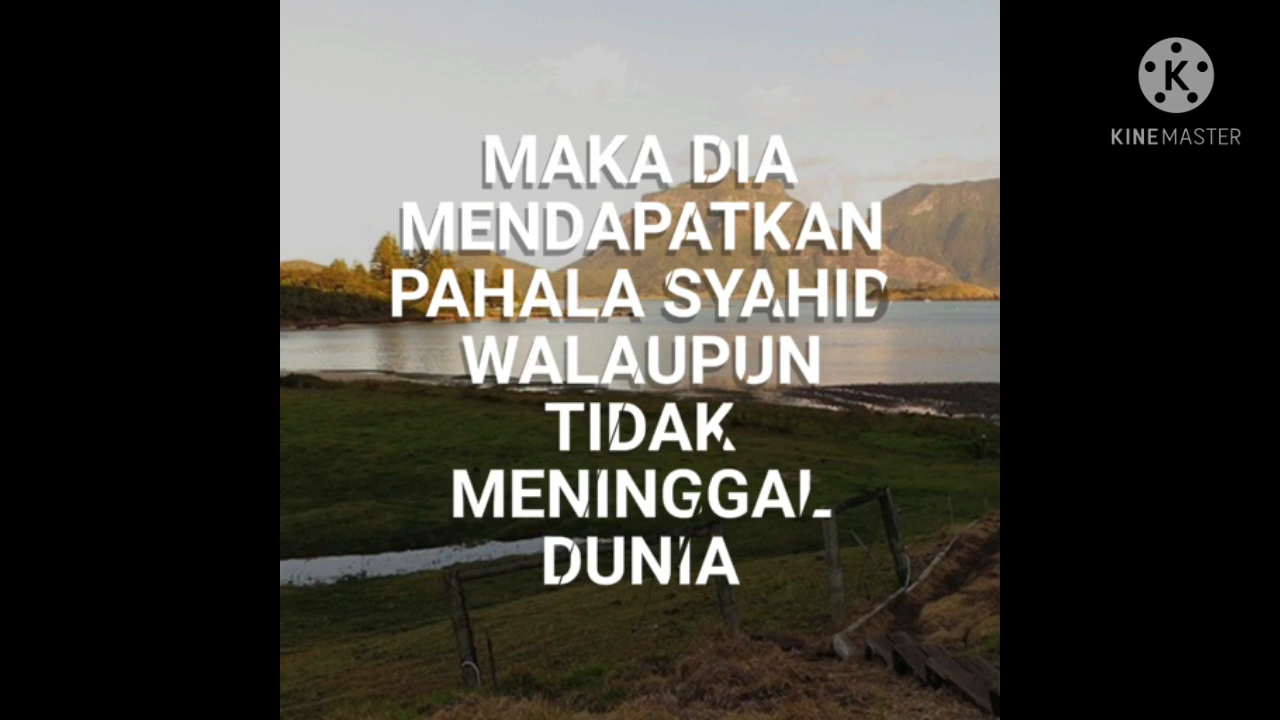 MAKA DIA
MENDAPATKAN
PAHALA SYAHID
WALAUPUN
TIDAK
MENINGGAL
DUNIA
K
KINEMASTER